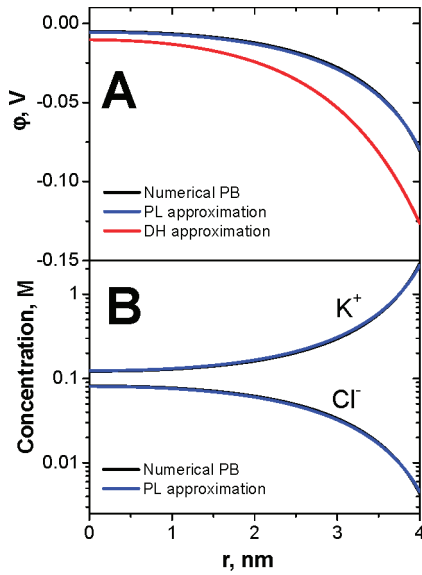 0.00
-0.05
-0.10
-0.15
φ, V
A
Numerical PB
PL approximation
DH approximation
1
0.1
0.01
Concentration, M
B
K+
Cl-
Numerical PB
PL approximation
0 1 2 3 4
r, nm